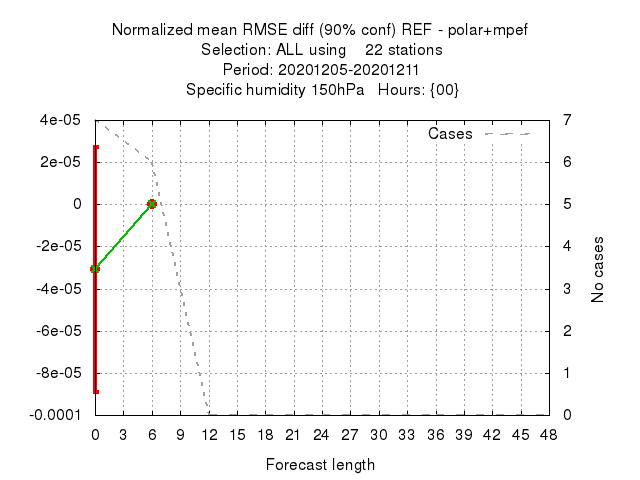 Normalized mean RMSE diff (90% conf) REF - polar+mpef
Selection: ALL using    22 stations
Period: 20201205-20201211
Specific humidity 150hPa   Hours: {00}
4e-05
2e-05
0
-2e-05
-4e-05
-6e-05
-8e-05
-0.0001
Cases
7
6
5
4
3
2
1
0
No cases
0 3 6 9 12 15 18 21 24 27 30 33 36 39 42 45 48
Forecast length